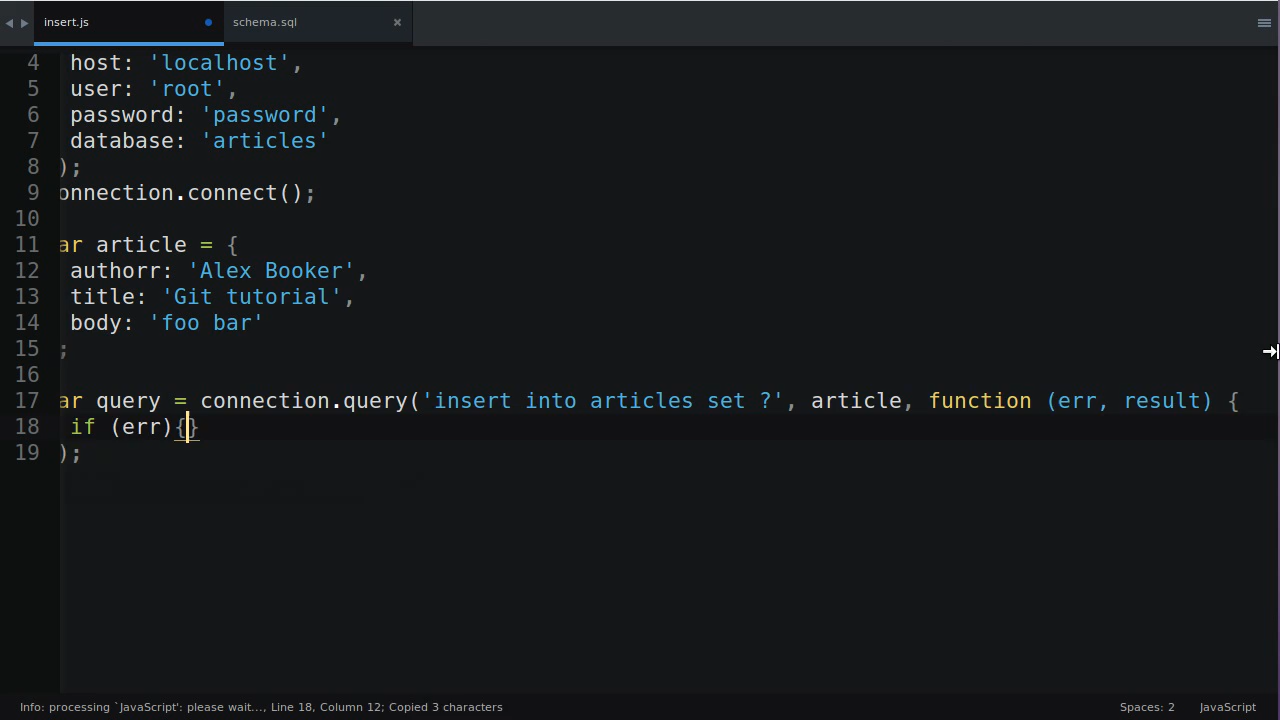 insert.js
schema.sql
4 host: 'localhost',
5 user: 'root',
6 password: 'password',
7 database: 'articles'
8 );
9 onnection.connect();
10
11 ar article = {
12 authorr: 'Alex Booker',
13 title: 'Git tutorial',
14 body: 'foo bar'
15 ;
16
17 ar query = connection.query('insert into articles set ?', article, function (err, result) {
18 if (err){}
19 );
Info: processing `JavaScript': please wait..., Line 18, Column 12; Copied 3 characters
Spaces: 2
JavaScript